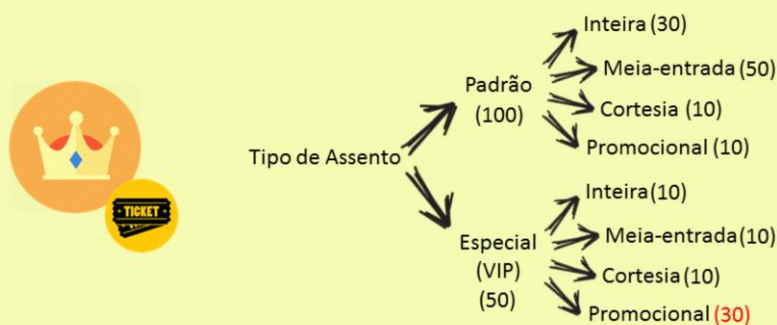 TICKET
Tipo de Assento
Padrão
(100)
Inteira (30)
Meia-entrada (50)
Cortesia (10)
Promocional (10)
Especial
(VIP)
(50)
Inteira (10)
Meia-entrada (10)
Cortesia (10)
Promocional (30)